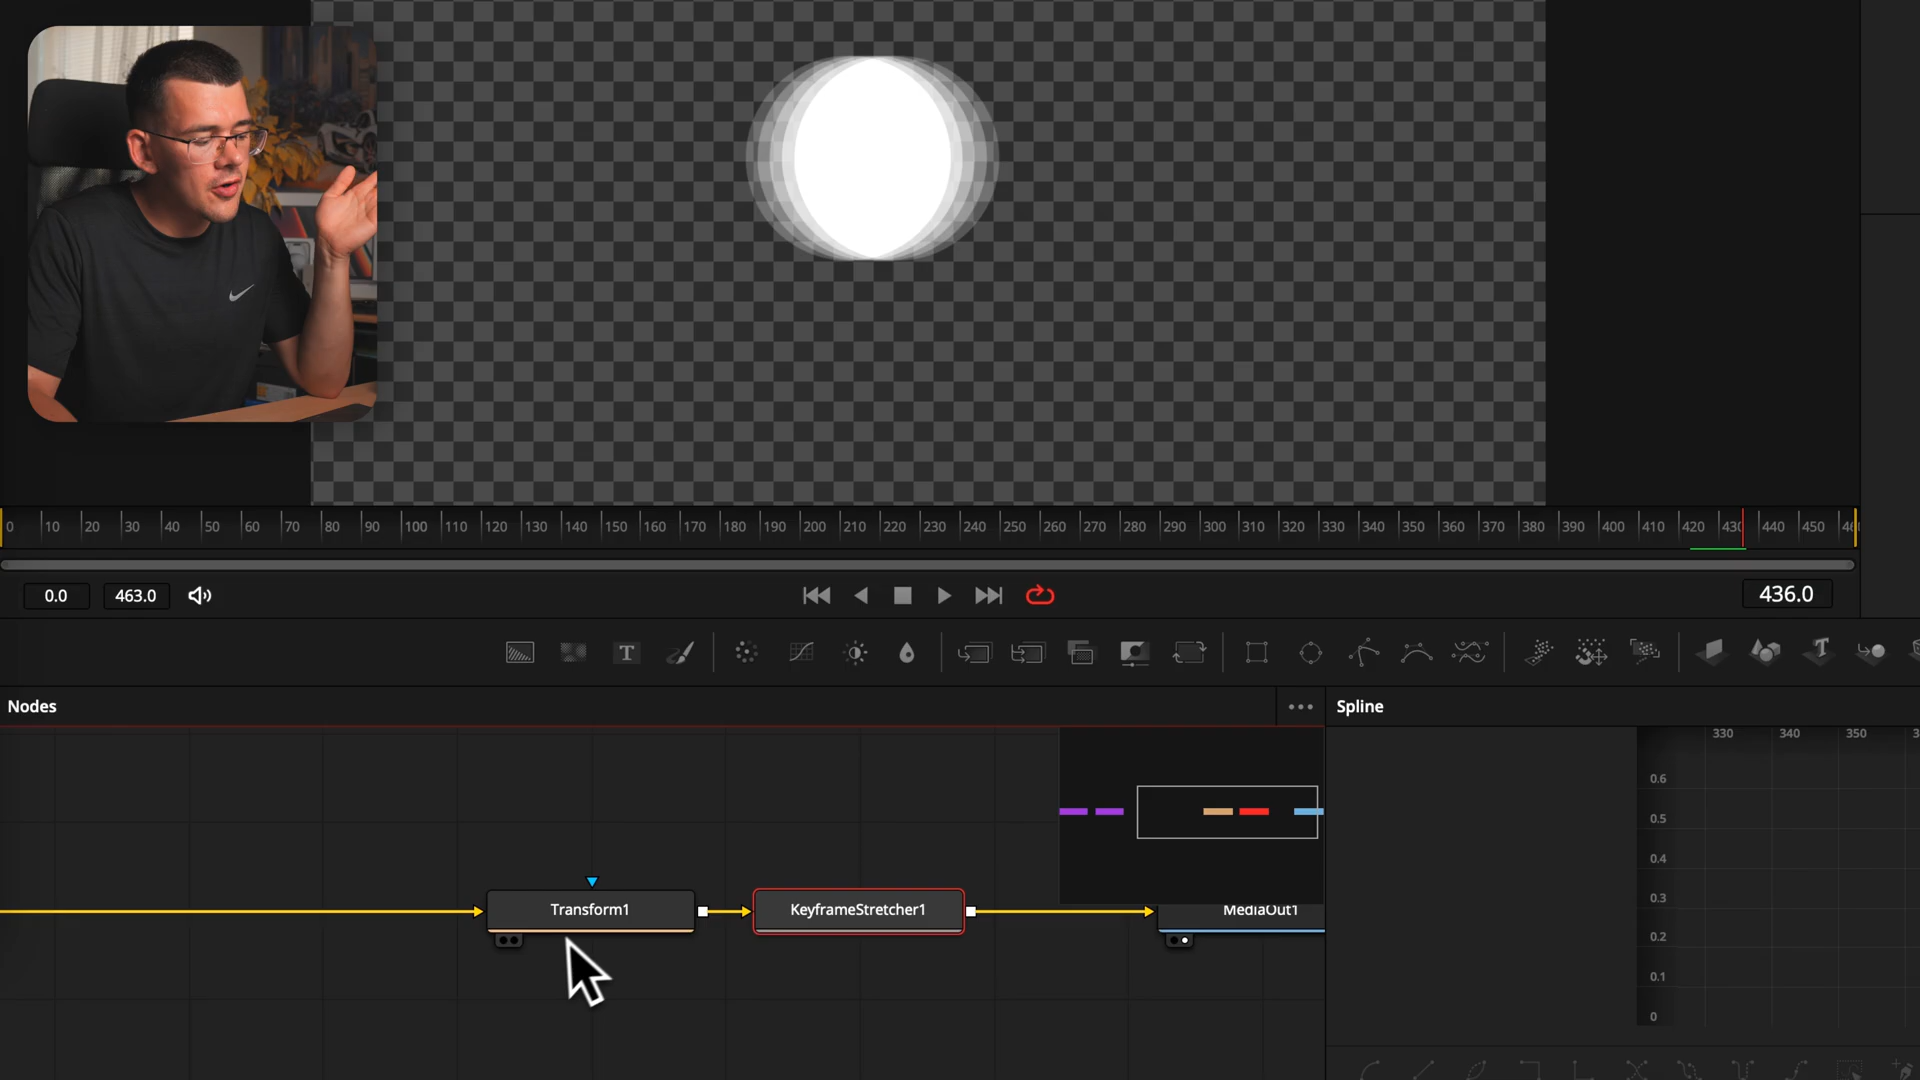 0 10 20 30 40 50 60 70 80 90 100 110 120 130 140 150 160 170 180 190 200 210 220 230 240 250 260 270 280 290 300 310 320 330 340 350 360 370 380 390 400 410 420 430 440 450
0.0 463.0 436.0
T T
Nodes
Spline
330 340 350
0.6
0.5
0.4
0.3
0.2
0.1
0
Transform1
KeyframeStretcher1
MediaOut1